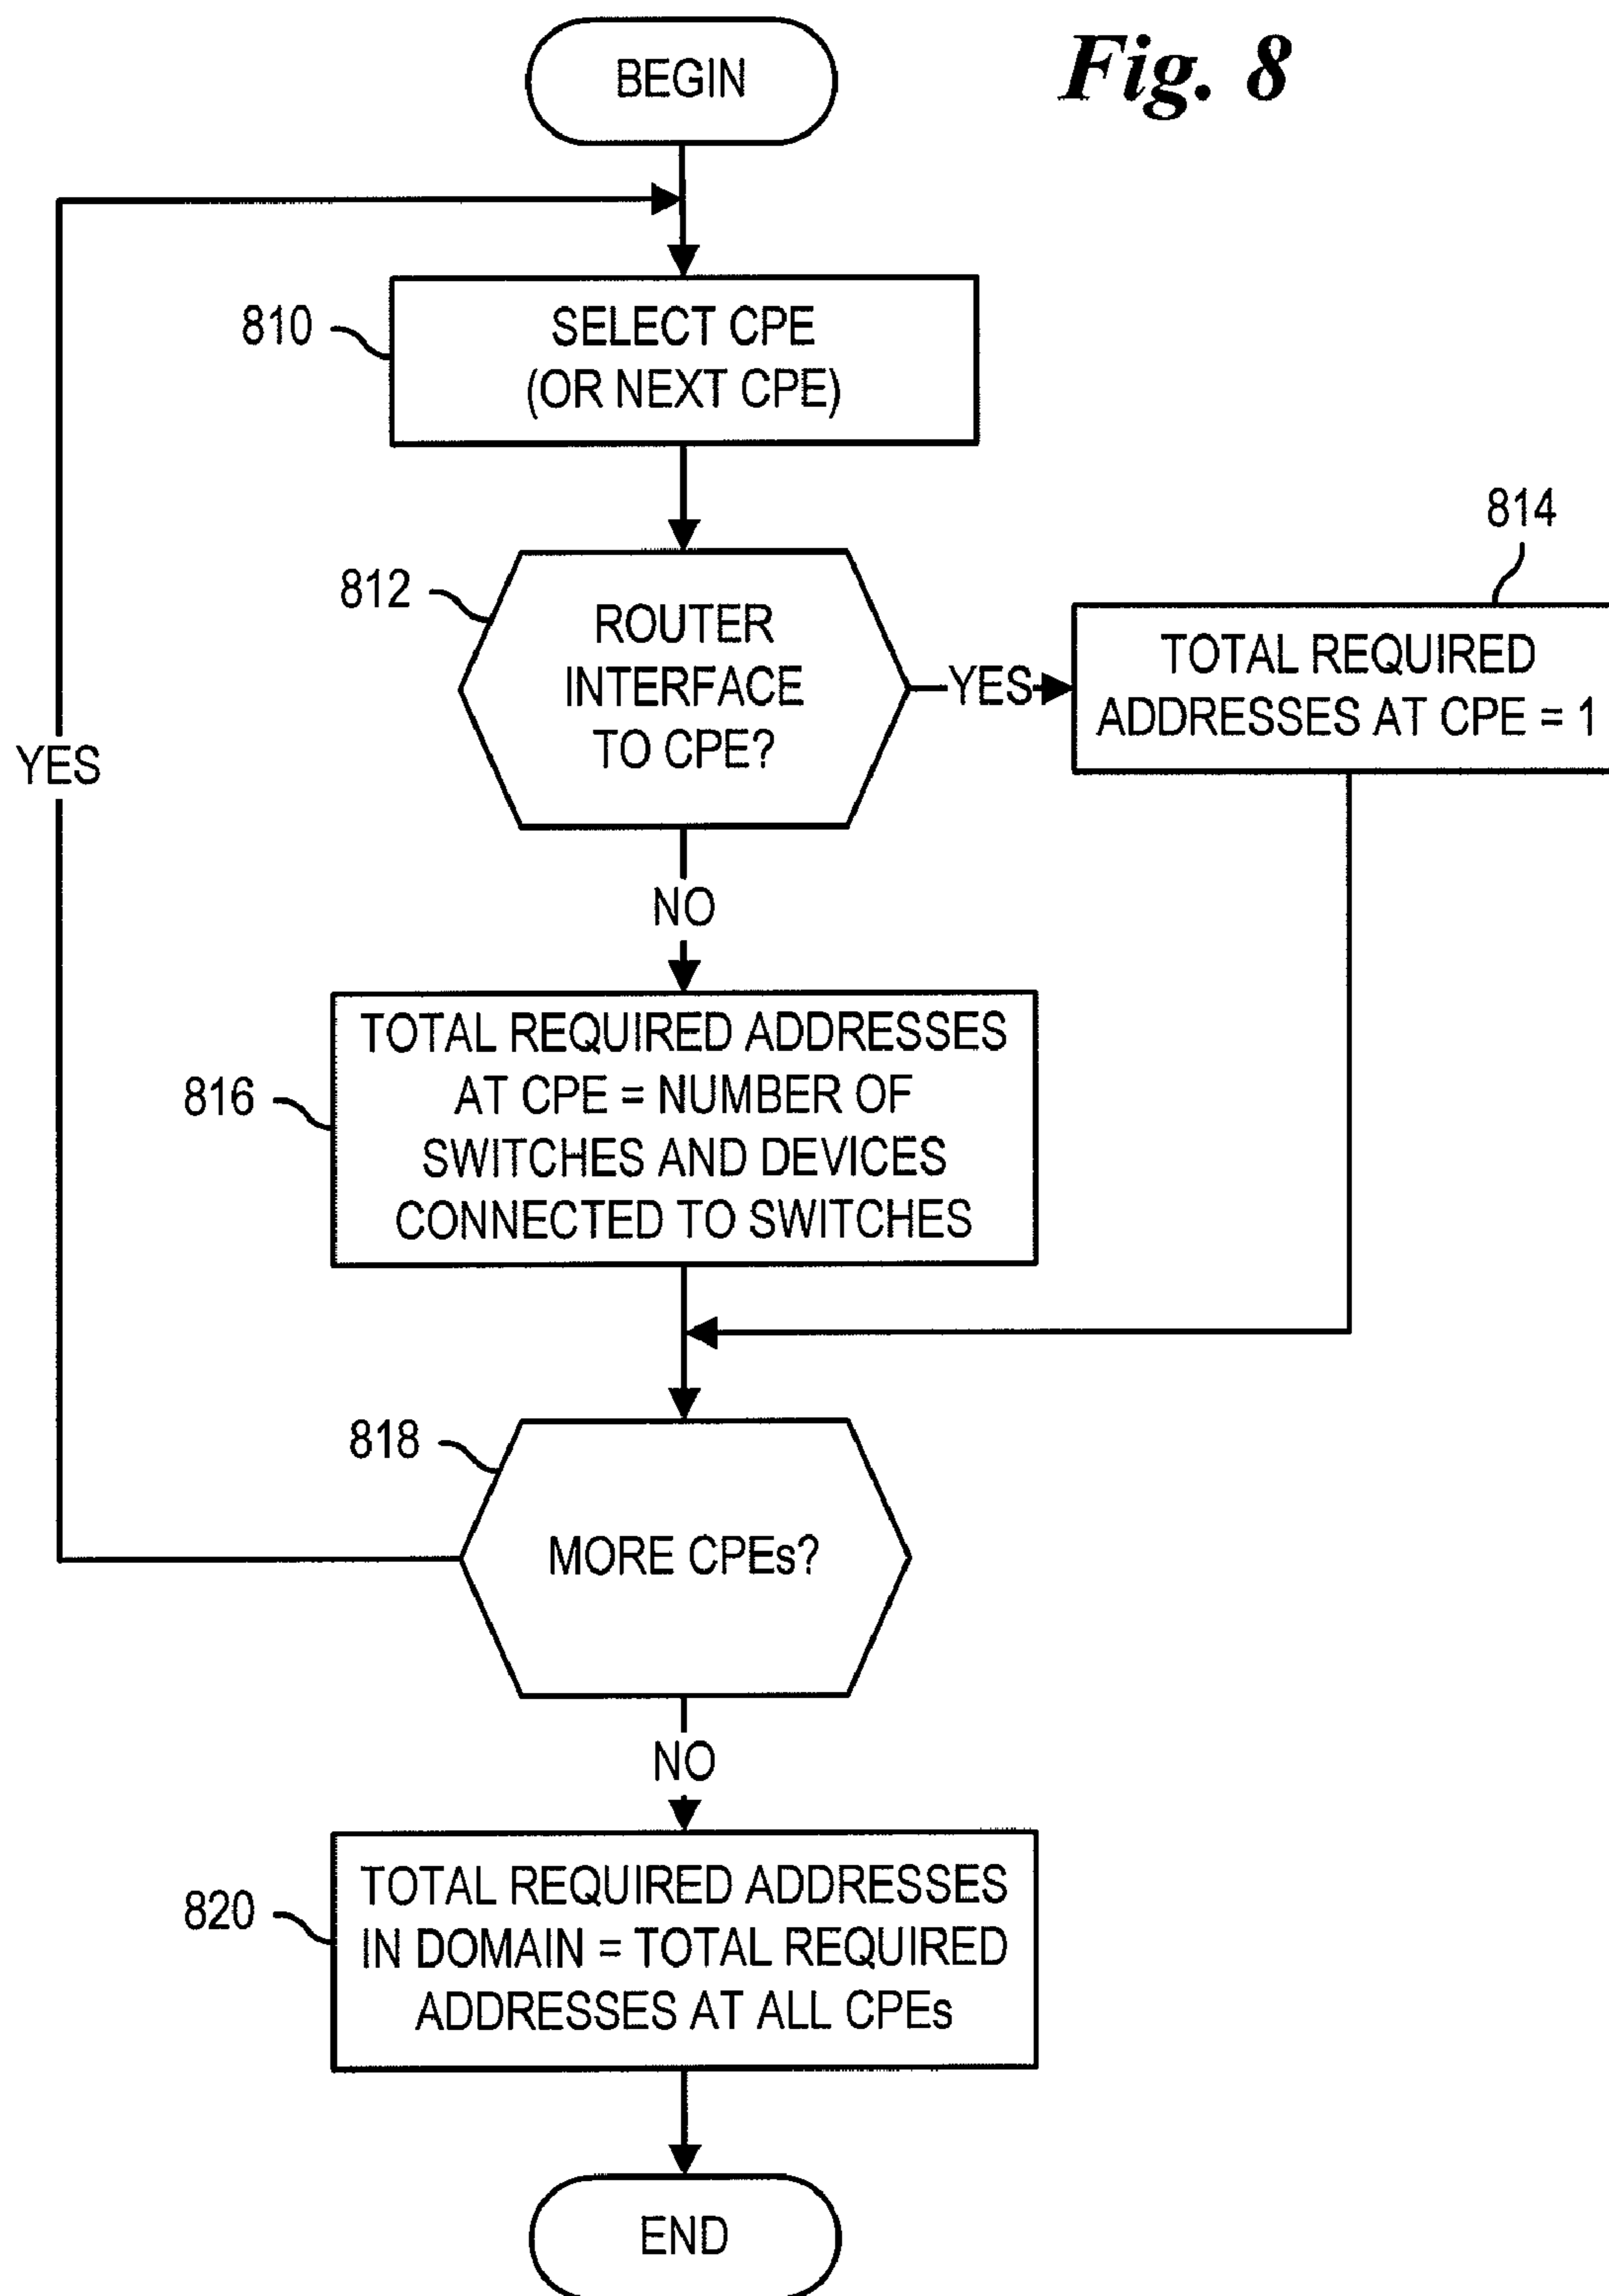 Fig. 8
BEGIN
810
SELECT CPE
(OR NEXT CPE)
812
ROUTER
INTERFACE
TO CPE?
YES
814
TOTAL REQUIRED
ADDRESSES AT CPE = 1
YES
NO
816
TOTAL REQUIRED ADDRESSES
AT CPE = NUMBER OF
SWITCHES AND DEVICES
CONNECTED TO SWITCHES
818
MORE CPEs?
NO
820
TOTAL REQUIRED ADDRESSES
IN DOMAIN = TOTAL REQUIRED
ADDRESSES AT ALL CPEs
END